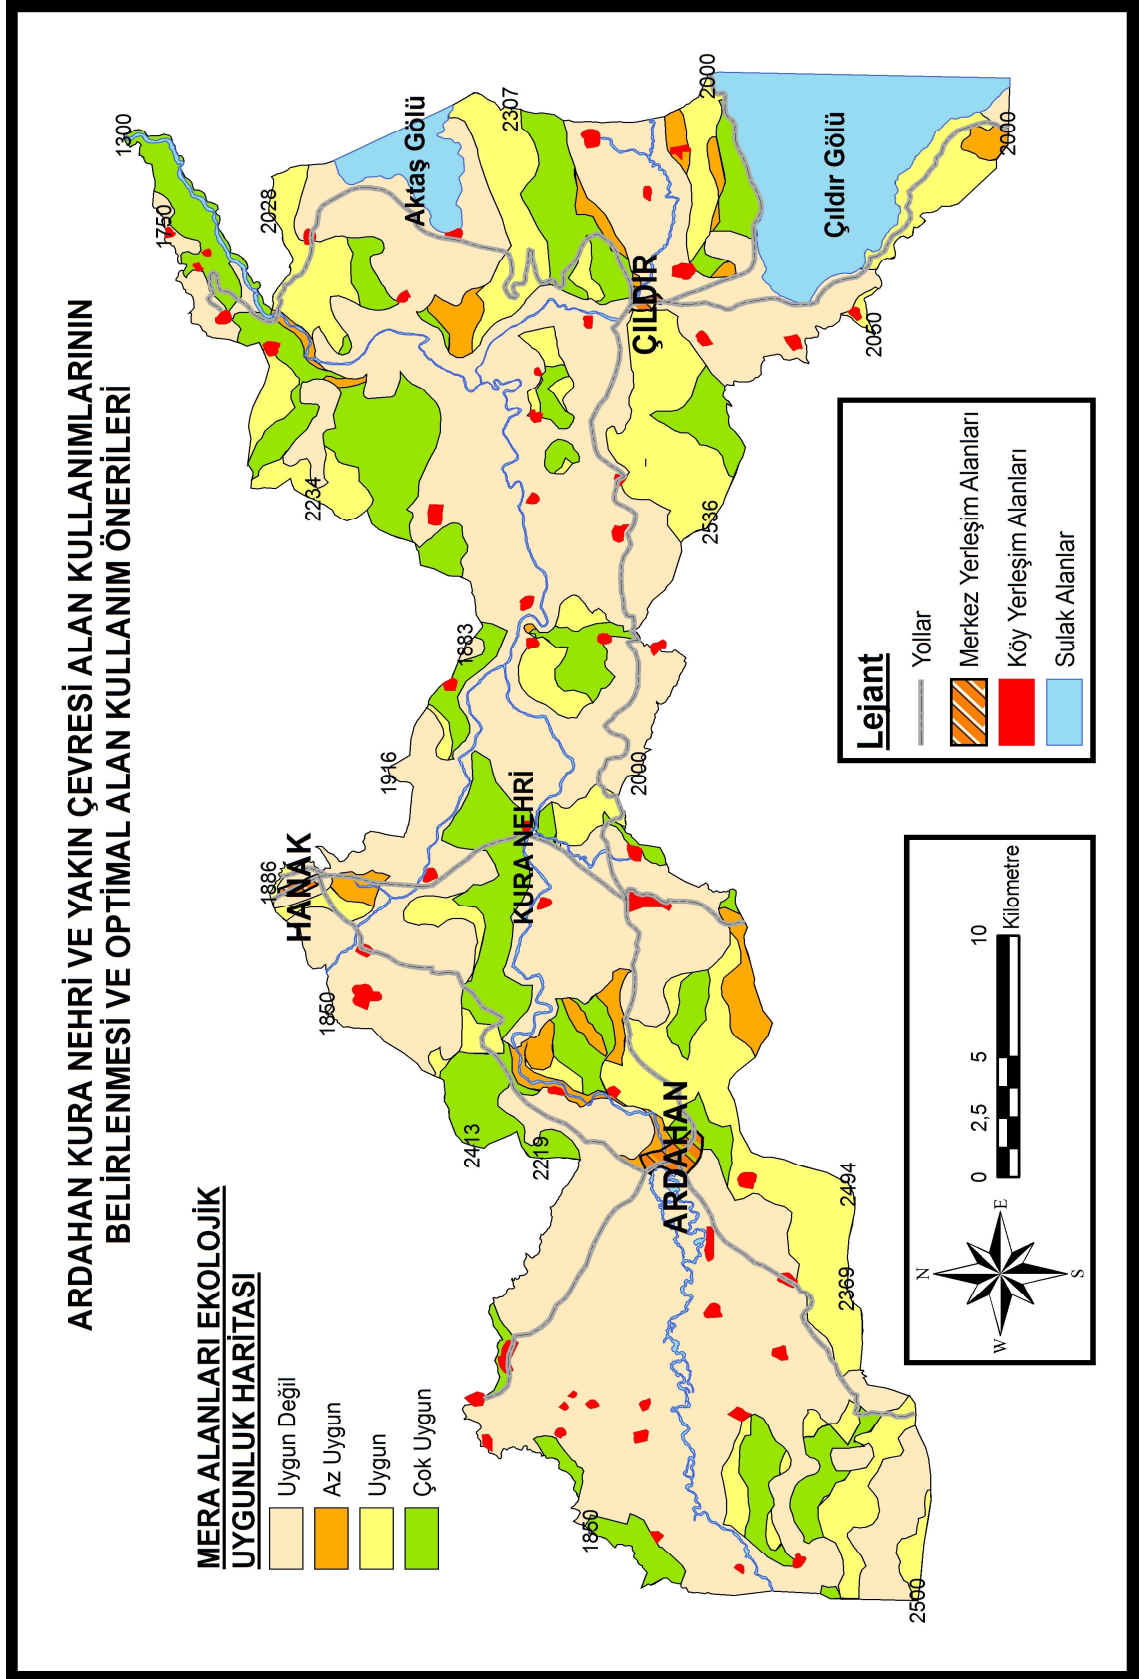 ARDAHAN KURA NEHRİ VE YAKIN ÇEVRESİ ALAN KULLANIMLARININ
BELİRLENMESİ VE OPTİMAL ALAN KULLANIM ÖNERİLERİ
MERA ALANLARI EKOLOJİK
UYGUNLUK HARİTASI
Uygun Değil
Az Uygun
Uygun
Çok Uygun
1300
1750
2028
Aktaş Gölü
2307
2000
Çıldır Gölü
2000
2050
ÇILDIR
2234
2536
1883
1916
2000
KURA NEHRİ
HANAK
1886
1850
2413
2219
ARDAHAN
2494
2369
1850
2500
Lejant
Yollar
Merkez Yerleşim Alanları
Köy Yerleşim Alanları
Sulak Alanlar
N
E
S
W
0 2,5 5 10
Kilometre